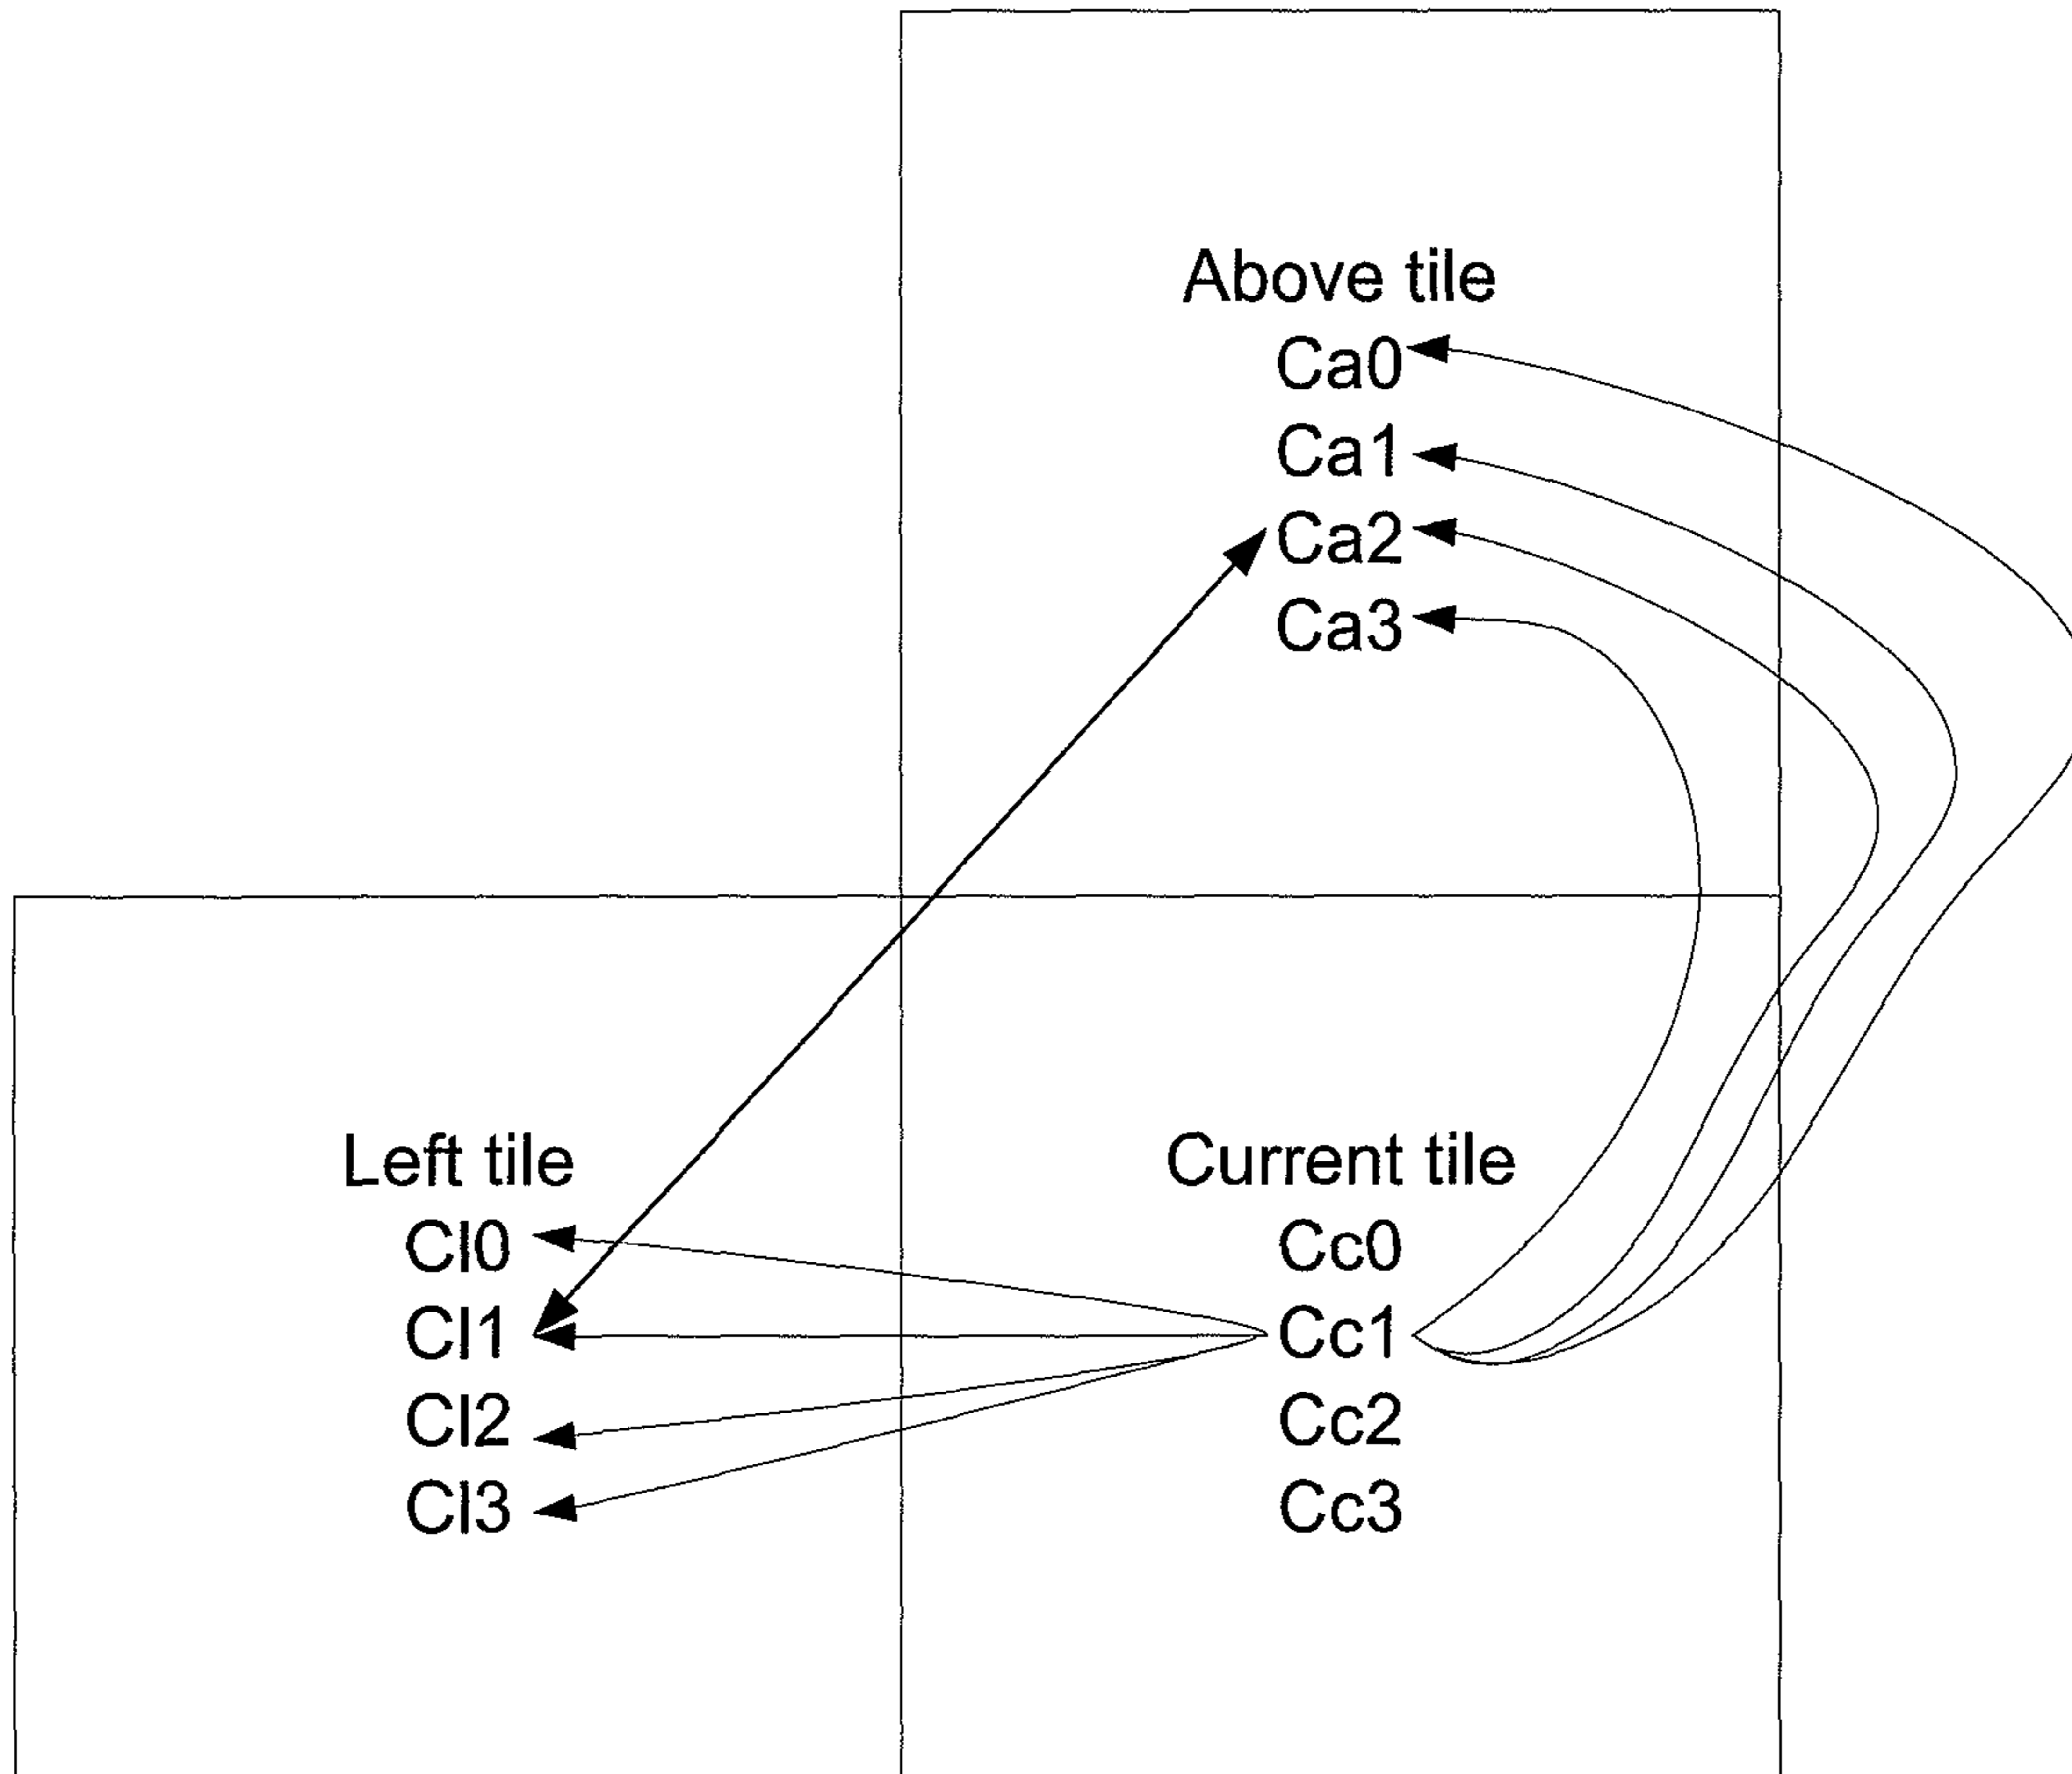 Above tile
Ca0
Ca1
Ca2
Ca3
Left tile
Cl0
Cl1
Cl2
Cl3
Current tile
Cc0
Cc1
Cc2
Cc3